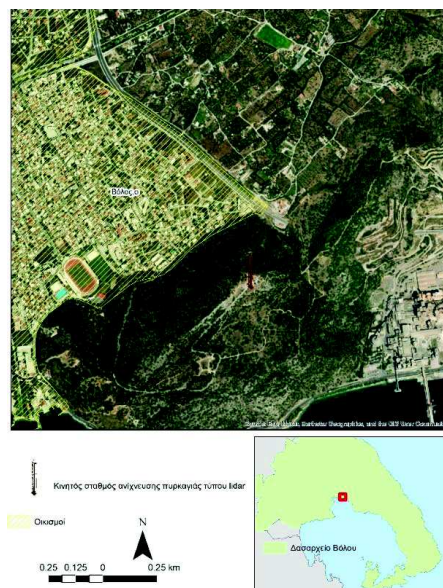 Βόλος,ο
Κινητός σταθμός ανίχνευσης πυρκαγιάς τύπου lidar
Οικισμοί
N
0.25 0.125 0 0.25 km
Δασαρχείο Βόλου